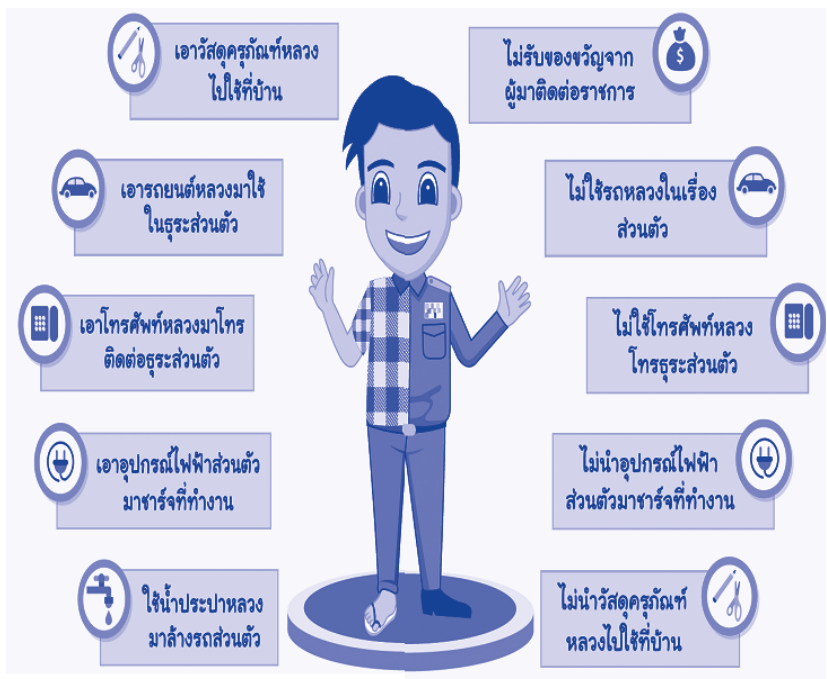 เอาวัสดุครุภัณฑ์หลวง
ไปใช้ที่บ้าน
เอารถยนต์หลวงมาใช้
ในธุระส่วนตัว
เอาโทรศัพท์หลวงมาโทร
ติดต่อธุระส่วนตัว
เอาอุปกรณ์ไฟฟ้าส่วนตัว
มาชาร์จที่ทำงาน
ใช้น้ำประปาหลวง
มาล้างรถส่วนตัว
ไม่รับของขวัญจาก
ผู้มาติดต่อราชการ
ไม่ใช้รถหลวงในเรื่อง
ส่วนตัว
ไม่ใช้โทรศัพท์หลวง
โทรธุระส่วนตัว
ไม่นำอุปกรณ์ไฟฟ้า
ส่วนตัวมาชาร์จที่ทำงาน
ไม่นำวัสดุครุภัณฑ์
หลวงไปใช้ที่บ้าน
$